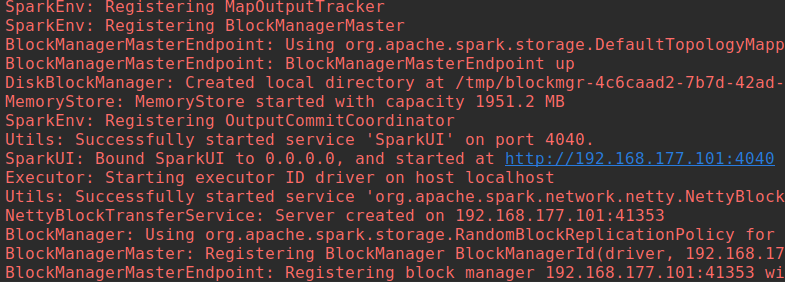 SparkEnv: Registering MapOutputTracker
SparkEnv: Registering BlockManagerMaster
BlockManagerMasterEndpoint: Using org.apache.spark.storage.DefaultTopologyMapp
BlockManagerMasterEndpoint: BlockManagerMasterEndpoint up
DiskBlockManager: Created local directory at /tmp/blockmgr-4c6caad2-7b7d-42ad-
MemoryStore: MemoryStore started with capacity 1951.2 MB
SparkEnv: Registering OutputCommitCoordinator
Utils: Successfully started service 'SparkUI' on port 4040.
SparkUI: Bound SparkUI to 0.0.0.0, and started at http://192.168.177.101:4040
Executor: Starting executor ID driver on host localhost
Utils: Successfully started service 'org.apache.spark.network.netty.NettyBlock
NettyBlockTransferService: Server created on 192.168.177.101:41353
BlockManager: Using org.apache.spark.storage.RandomBlockReplicationPolicy for
BlockManagerMaster: Registering BlockManager BlockManagerId(driver, 192.168.17
BlockManagerMasterEndpoint: Registering block manager 192.168.177.101:41353 wi